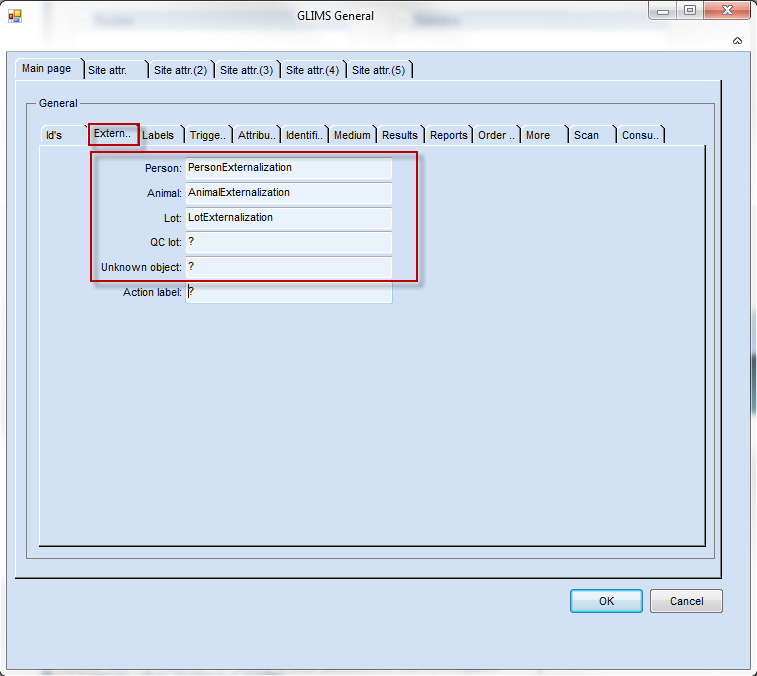 GLIMS General
Main page Site attr. Site attr.(2) Site attr.(3) Site attr.(4) Site attr.(5)
General
Id's Extern.. Labels Trigge.. Attribu.. Identifi.. Medium Results Reports Order .. More Scan Consu..
Person: PersonExternalization
Animal: AnimalExternalization
Lot: LotExternalization
QC lot: ?
Unknown object: ?
Action label: ?
OK Cancel